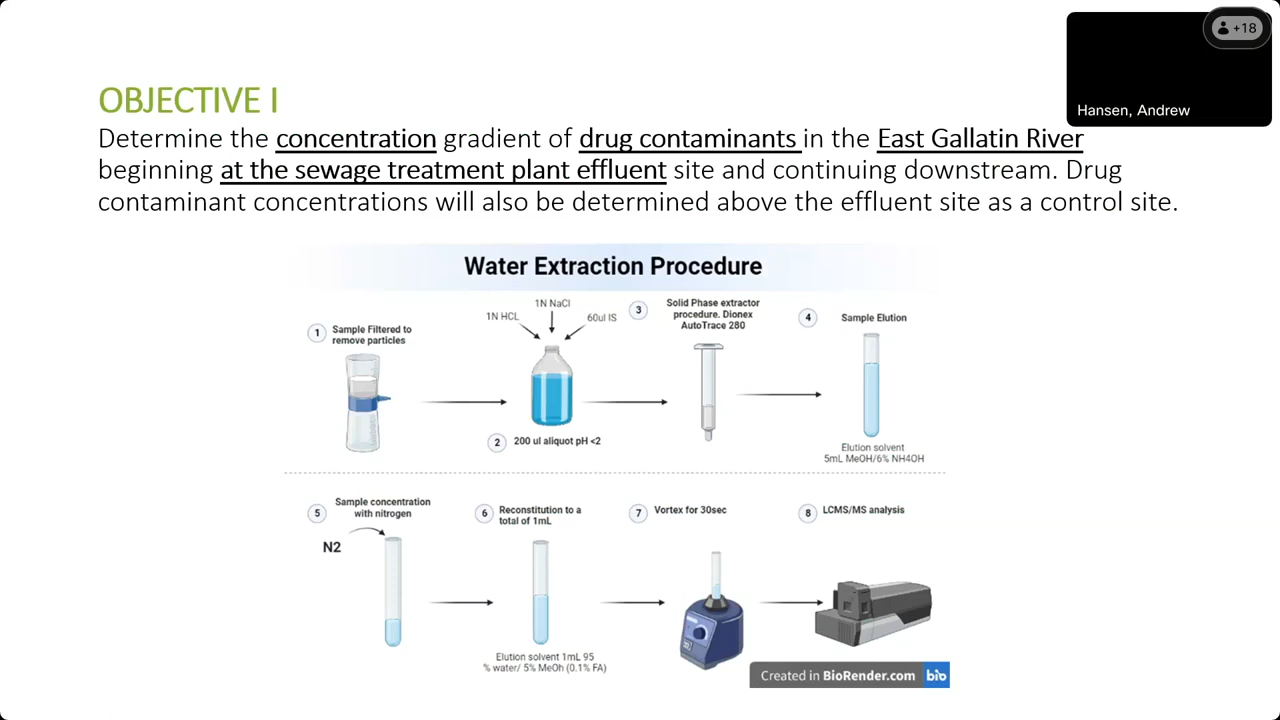 +18
Hansen, Andrew
OBJECTIVE I
Determine the concentration gradient of drug contaminants in the East Gallatin River
beginning at the sewage treatment plant effluent site and continuing downstream. Drug
contaminant concentrations will also be determined above the effluent site as a control site.
Water Extraction Procedure
1
Sample Filtered to
remove particles
1N HCL
1N NaCl
60ul IS
2
200 ul aliquot pH <2
3
Solid Phase extractor
procedure. Dionex
AutoTrace 280
4
Sample Elution
Elution solvent
5mL MeOH/6% NH4OH
5
Sample concentration
with nitrogen
N2
6
Reconstitution to a
total of 1mL
Elution solvent 1mL 95
% water/ 5% MeOh (0.1% FA)
7
Vortex for 30sec
8
LCMS/MS analysis
Created in BioRender.com bio